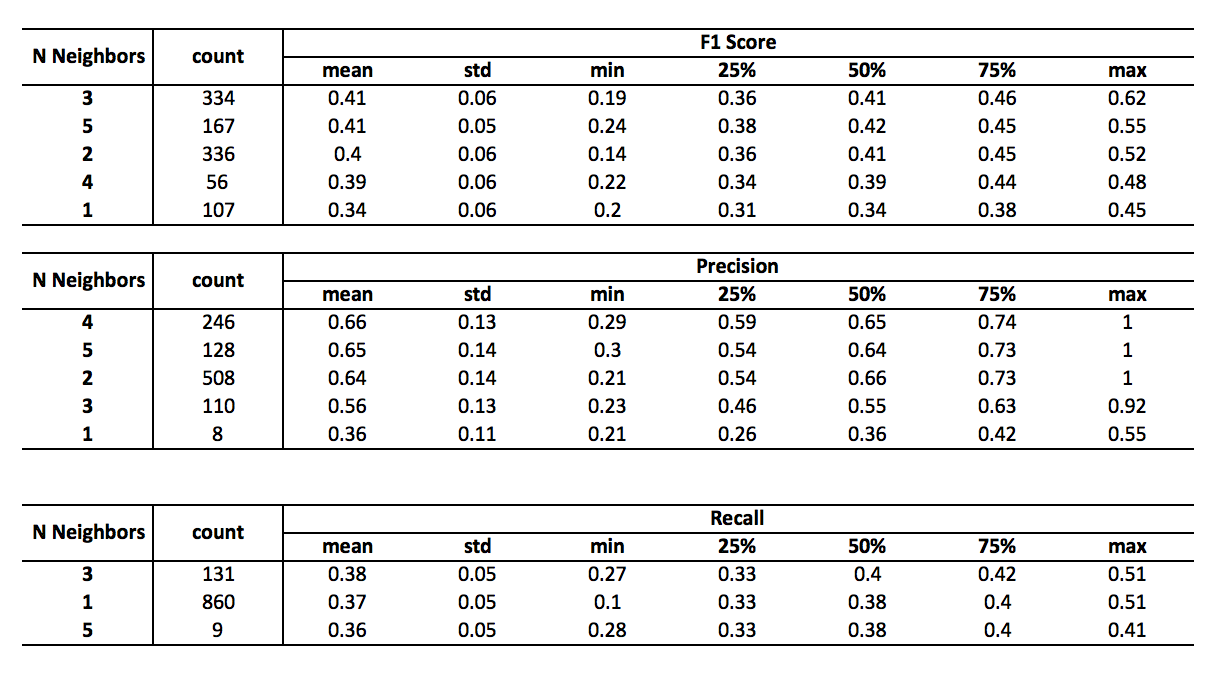 F1 Score
N Neighbors count
mean std min 25% 50% 75% max
3 334 0.41 0.06 0.19 0.36 0.41 0.46 0.62
5 167 0.41 0.05 0.24 0.38 0.42 0.45 0.55
2 336 0.4 0.06 0.14 0.36 0.41 0.45 0.52
4 56 0.39 0.06 0.22 0.34 0.39 0.44 0.48
1 107 0.34 0.06 0.2 0.31 0.34 0.38 0.45
Precision
N Neighbors count
mean std min 25% 50% 75% max
4 246 0.66 0.13 0.29 0.59 0.65 0.74 1
5 128 0.65 0.14 0.3 0.54 0.64 0.73 1
2 508 0.64 0.14 0.21 0.54 0.66 0.73 1
3 110 0.56 0.13 0.23 0.46 0.55 0.63 0.92
1 8 0.36 0.11 0.21 0.26 0.36 0.42 0.55
Recall
N Neighbors count
mean std min 25% 50% 75% max
3 131 0.38 0.05 0.27 0.33 0.4 0.42 0.51
1 860 0.37 0.05 0.1 0.33 0.38 0.4 0.51
5 9 0.36 0.05 0.28 0.33 0.38 0.4 0.41